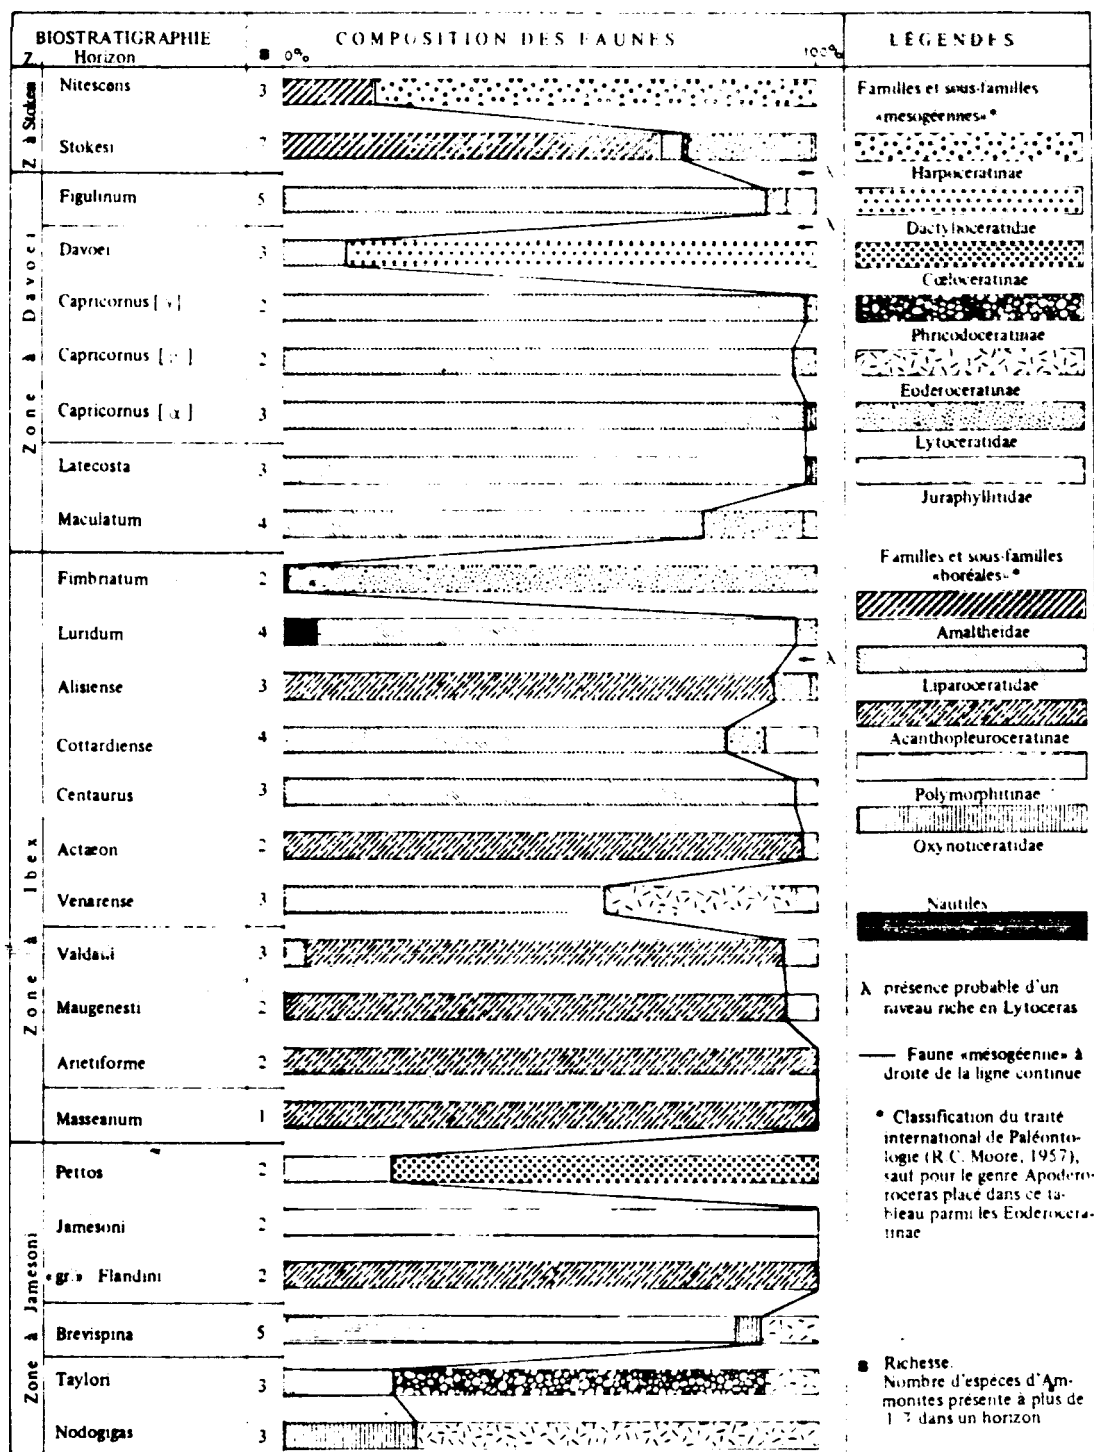 BIOSTRATIGRAPHIE
Z. Horizon
COMPOSITION DES FAUNES
0% 100%
LÉGENDES
Z. à Stokesi
Nitescens 3
Stokesi 7
Zone à Davoei
Figulinum 5
λ
Davoei 3
λ
Capricornus [γ] 2
Capricornus [β] 2
Capricornus [α] 3
Latecosta 3
Maculatum 4
Zone à Ibex
Fimbriatum 2
Luridum 4
λ
Alisiense 3
Cottardiense 4
Centaurus 3
Actæon 2
Venarense 3
Valdani 3
Maugenesti 2
Arietiforme 2
Masseanum 1
Zone à Jamesoni
Pettos 2
Jamesoni 2
«gr.» Flandini 2
Brevispina 5
Taylori 3
Nodogigas 3
Familles et sous-familles
«mesogéennes»*
Harpoceratinae
Dactylioceratidae
Cœloceratinae
Phricodoceratinae
Eoderoceratinae
Lytoceratidae
Juraphyllitidae
Familles et sous-familles
«boréales»*
Amaltheidae
Liparoceratidae
Acanthopleuroceratinae
Polymorphitinae
Oxynoticeratidae
Nautiles
λ présence probable d'un
niveau riche en Lytoceras
Faune «mésogéenne» à
droite de la ligne continue
* Classification du traité
international de Paléonto-
logie (R.C. Moore, 1957),
sauf pour le genre Apodero-
roceras placé dans ce ta-
bleau parmi les Eoderocera-
tinae
Richesse.
Nombre d'espèces d'Am-
monites présente à plus de
dans un horizon